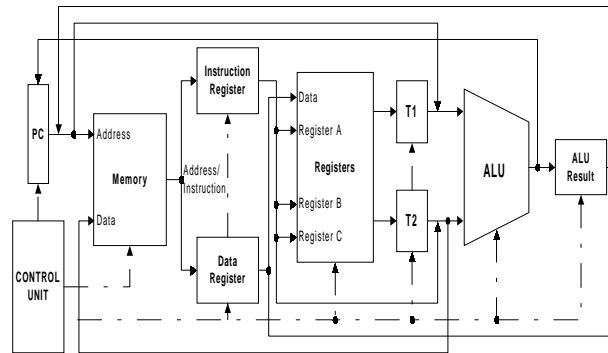 PC
Address
Memory
Data
CONTROL
UNIT
Instruction
Register
Address/
Instruction
Data
Register
Data
Register A
Registers
Register B
Register C
T1
T2
ALU
ALU
Result